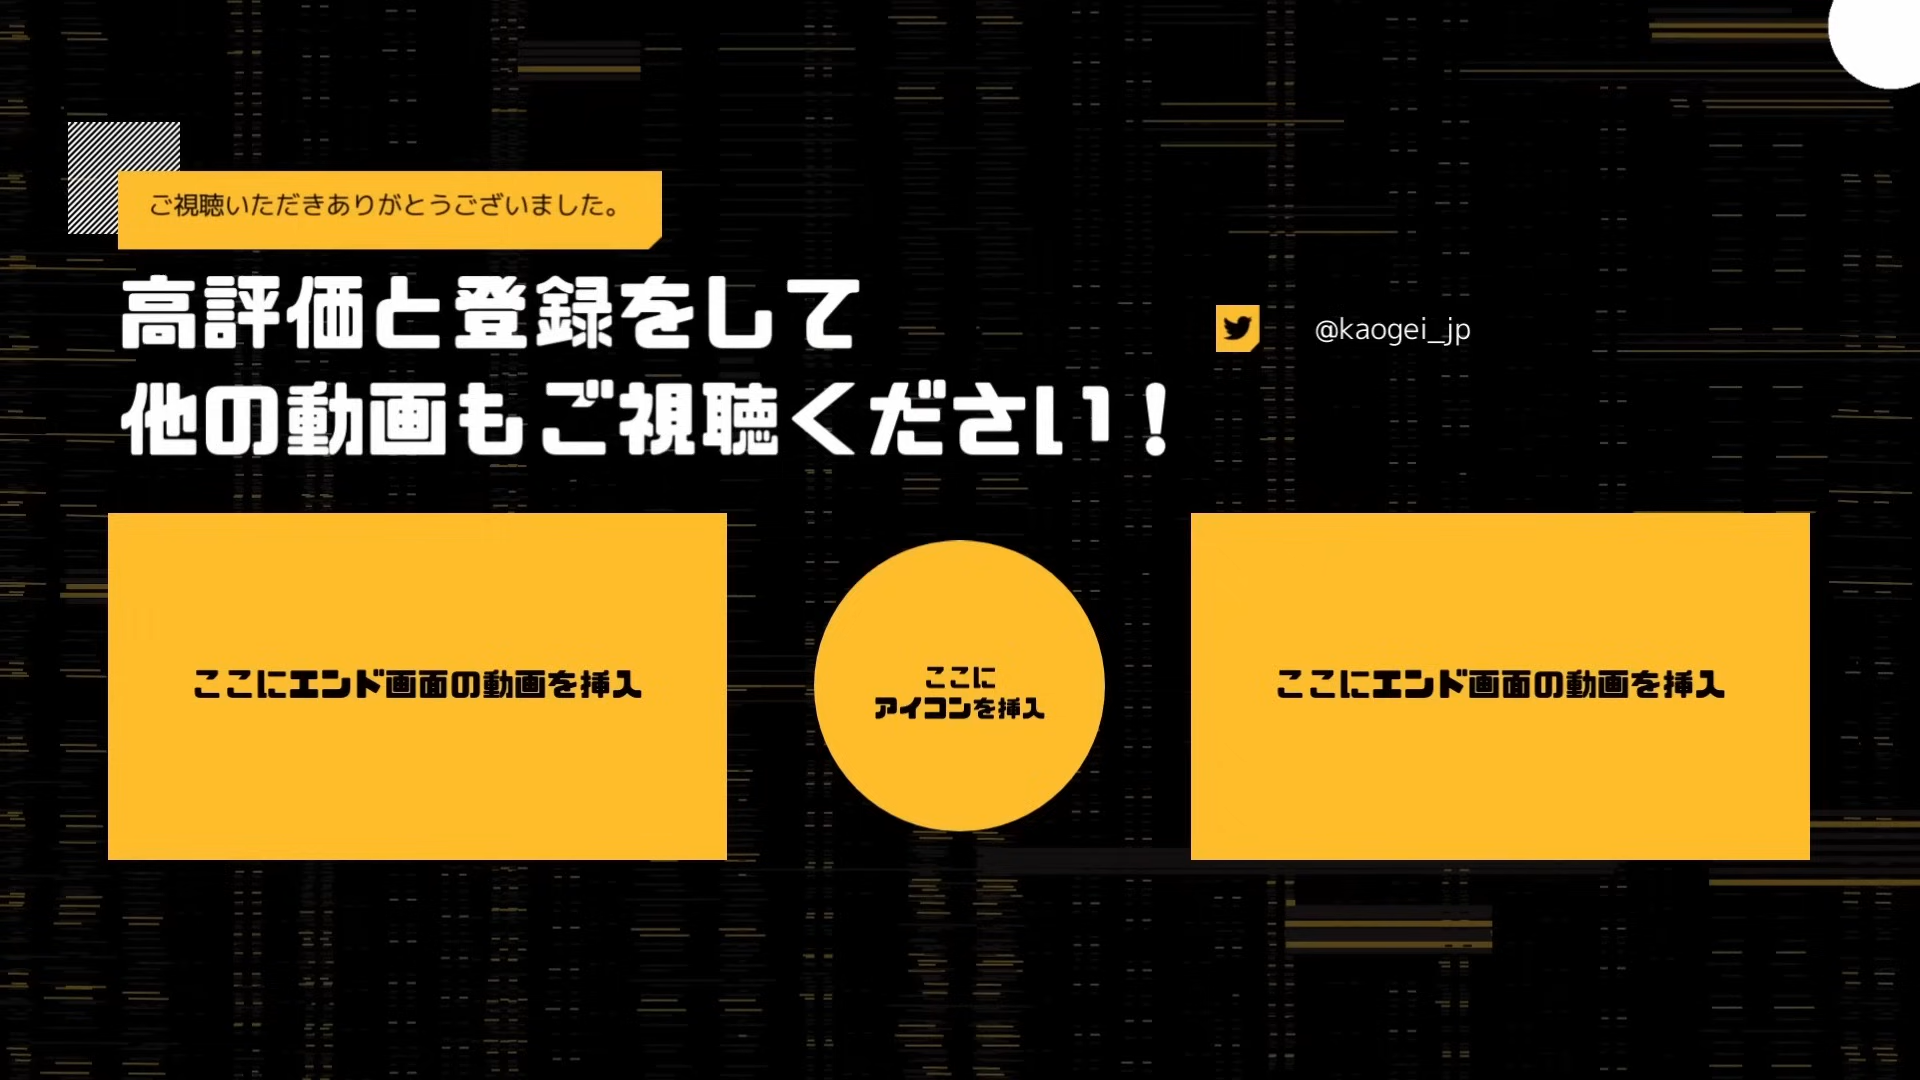 ご視聴いただきありがとうございました。
高評価と登録をして
他の動画もご視聴ください！
@kaogei_jp
ここにエンド画面の動画を挿入
ここに
アイコンを挿入
ここにエンド画面の動画を挿入